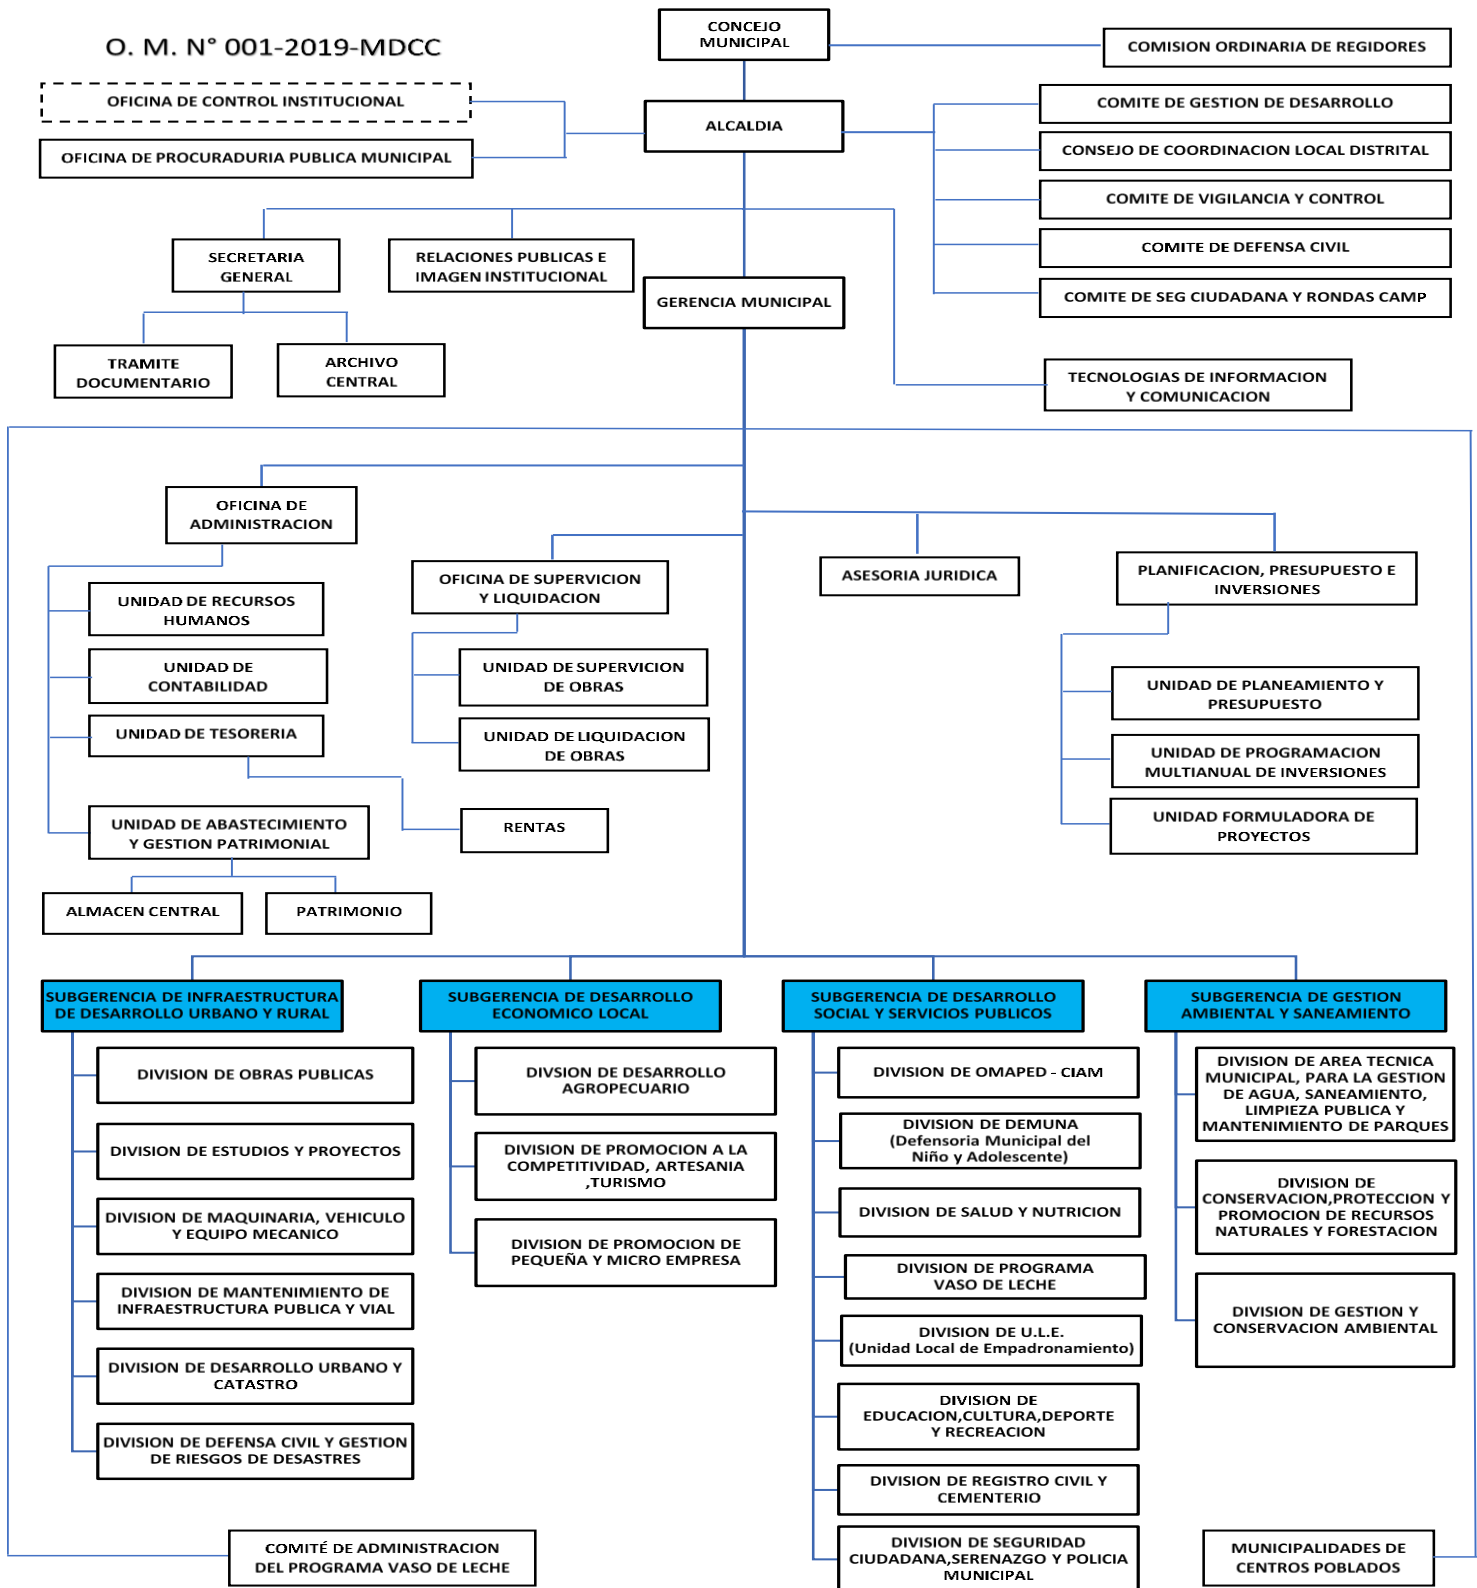 O. M. N° 001-2019-MDCC
CONCEJO
MUNICIPAL
COMISION ORDINARIA DE REGIDORES
OFICINA DE CONTROL INSTITUCIONAL
OFICINA DE PROCURADURIA PUBLICA MUNICIPAL
ALCALDIA
COMITE DE GESTION DE DESARROLLO
CONSEJO DE COORDINACION LOCAL DISTRITAL
COMITE DE VIGILANCIA Y CONTROL
COMITE DE DEFENSA CIVIL
COMITE DE SEG CIUDADANA Y RONDAS CAMP
SECRETARIA
GENERAL
RELACIONES PUBLICAS E
IMAGEN INSTITUCIONAL
GERENCIA MUNICIPAL
TRAMITE
DOCUMENTARIO
ARCHIVO
CENTRAL
TECNOLOGIAS DE INFORMACION
Y COMUNICACION
OFICINA DE
ADMINISTRACION
UNIDAD DE RECURSOS
HUMANOS
UNIDAD DE
CONTABILIDAD
UNIDAD DE TESORERIA
UNIDAD DE ABASTECIMIENTO
Y GESTION PATRIMONIAL
ALMACEN CENTRAL
PATRIMONIO
OFICINA DE SUPERVICION
Y LIQUIDACION
UNIDAD DE SUPERVICION
DE OBRAS
UNIDAD DE LIQUIDACION
DE OBRAS
RENTAS
ASESORIA JURIDICA
PLANIFICACION, PRESUPUESTO E
INVERSIONES
UNIDAD DE PLANEAMIENTO Y
PRESUPUESTO
UNIDAD DE PROGRAMACION
MULTIANUAL DE INVERSIONES
UNIDAD FORMULADORA DE
PROYECTOS
SUBGERENCIA DE INFRAESTRUCTURA
DE DESARROLLO URBANO Y RURAL
DIVISION DE OBRAS PUBLICAS
DIVISION DE ESTUDIOS Y PROYECTOS
DIVISION DE MAQUINARIA, VEHICULO
Y EQUIPO MECANICO
DIVISION DE MANTENIMIENTO DE
INFRAESTRUCTURA PUBLICA Y VIAL
DIVISION DE DESARROLLO URBANO Y
CATASTRO
DIVISION DE DEFENSA CIVIL Y GESTION
DE RIESGOS DE DESASTRES
SUBGERENCIA DE DESARROLLO
ECONOMICO LOCAL
DIVSION DE DESARROLLO
AGROPECUARIO
DIVISION DE PROMOCION A LA
COMPETITIVIDAD, ARTESANIA
,TURISMO
DIVISION DE PROMOCION DE
PEQUEÑA Y MICRO EMPRESA
SUBGERENCIA DE DESARROLLO
SOCIAL Y SERVICIOS PUBLICOS
DIVISION DE OMAPED - CIAM
DIVISION DE DEMUNA
(Defensoria Municipal del
Niño y Adolescente)
DIVISION DE SALUD Y NUTRICION
DIVISION DE PROGRAMA
VASO DE LECHE
DIVISION DE U.L.E.
(Unidad Local de Empadronamiento)
DIVISION DE
EDUCACION,CULTURA,DEPORTE
Y RECREACION
DIVISION DE REGISTRO CIVIL Y
CEMENTERIO
DIVISION DE SEGURIDAD
CIUDADANA,SERENAZGO Y POLICIA
MUNICIPAL
SUBGERENCIA DE GESTION
AMBIENTAL Y SANEAMIENTO
DIVISION DE AREA TECNICA
MUNICIPAL, PARA LA GESTION
DE AGUA, SANEAMIENTO,
LIMPIEZA PUBLICA Y
MANTENIMIENTO DE PARQUES
DIVISION DE
CONSERVACION,PROTECCION Y
PROMOCION DE RECURSOS
NATURALES Y FORESTACION
DIVISION DE GESTION Y
CONSERVACION AMBIENTAL
COMITÉ DE ADMINISTRACION
DEL PROGRAMA VASO DE LECHE
MUNICIPALIDADES DE
CENTROS POBLADOS